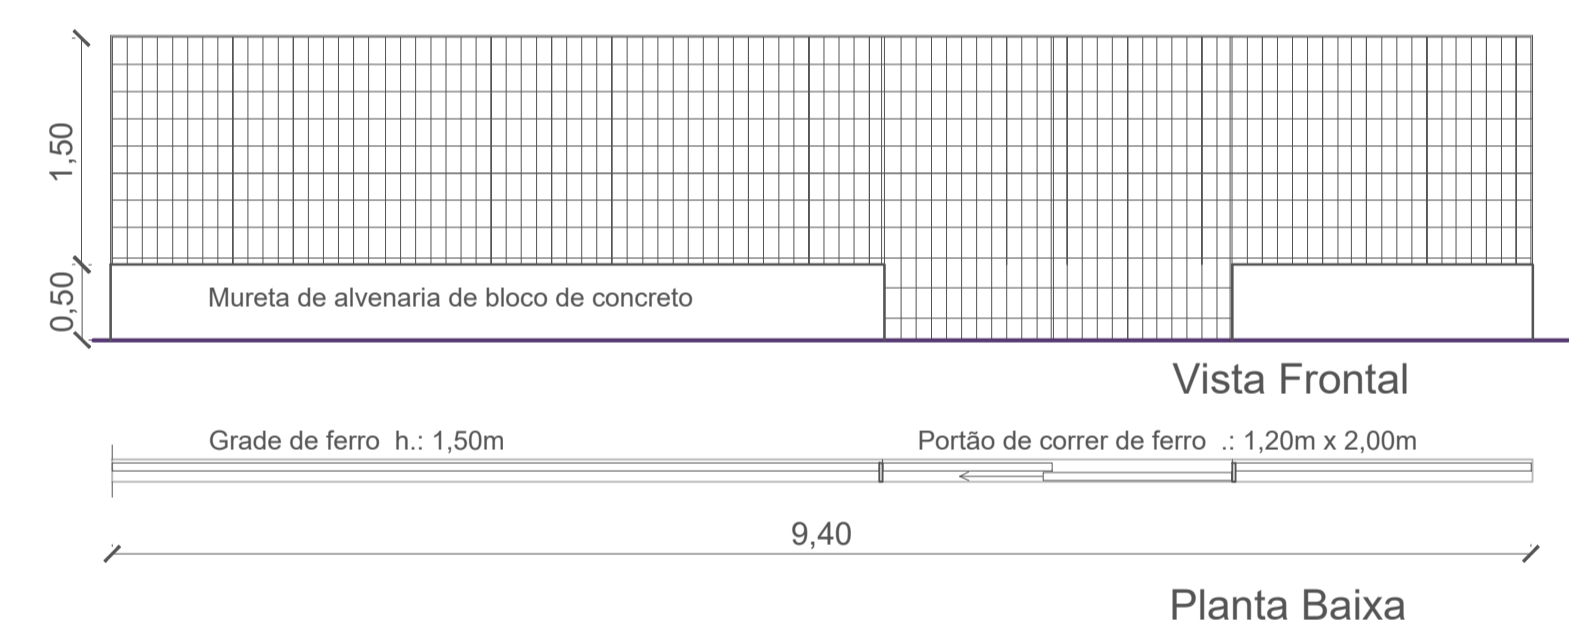 1,50
0,50
Mureta de alvenaria de bloco de concreto
Vista Frontal
Grade de ferro h.: 1,50m
Portão de correr de ferro .: 1,20m x 2,00m
9,40
Planta Baixa